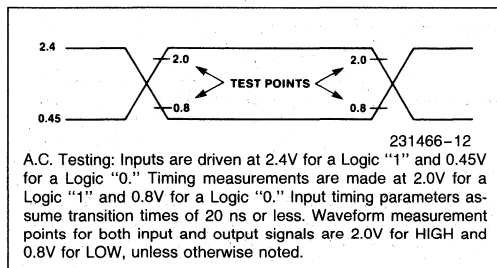 2.4
2.0 TEST POINTS 2.0
0.8 0.8
0.45
231466–12
A.C. Testing: Inputs are driven at 2.4V for a Logic “1” and 0.45V
for a Logic “0.” Timing measurements are made at 2.0V for a
Logic “1” and 0.8V for a Logic “0.” Input timing parameters as-
sume transition times of 20 ns or less. Waveform measurement
points for both input and output signals are 2.0V for HIGH and
0.8V for LOW, unless otherwise noted.